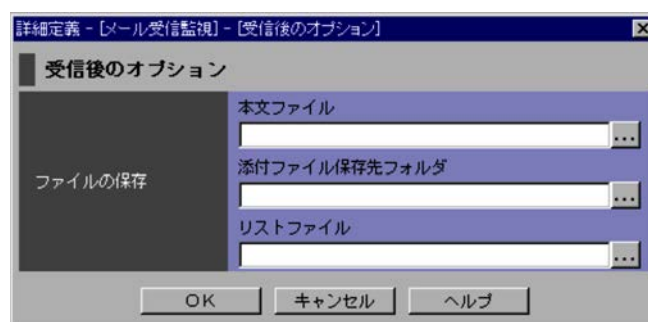 詳細定義 - [メール受信監視] - [受信後のオプション]
受信後のオプション
本文ファイル
...
ファイルの保存
添付ファイル保存先フォルダ
...
リストファイル
...
OK キャンセル ヘルプ